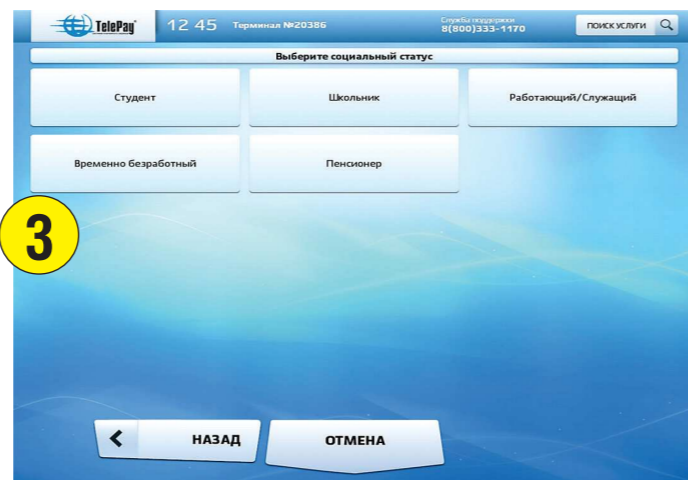 TelePay
12 45 Терминал №20386
Служба поддержки
8(800)333-1170
ПОИСК УСЛУГИ
Выберите социальный статус
Студент
Школьник
Работающий/Служащий
Временно безработный
Пенсионер
3
НАЗАД
ОТМЕНА